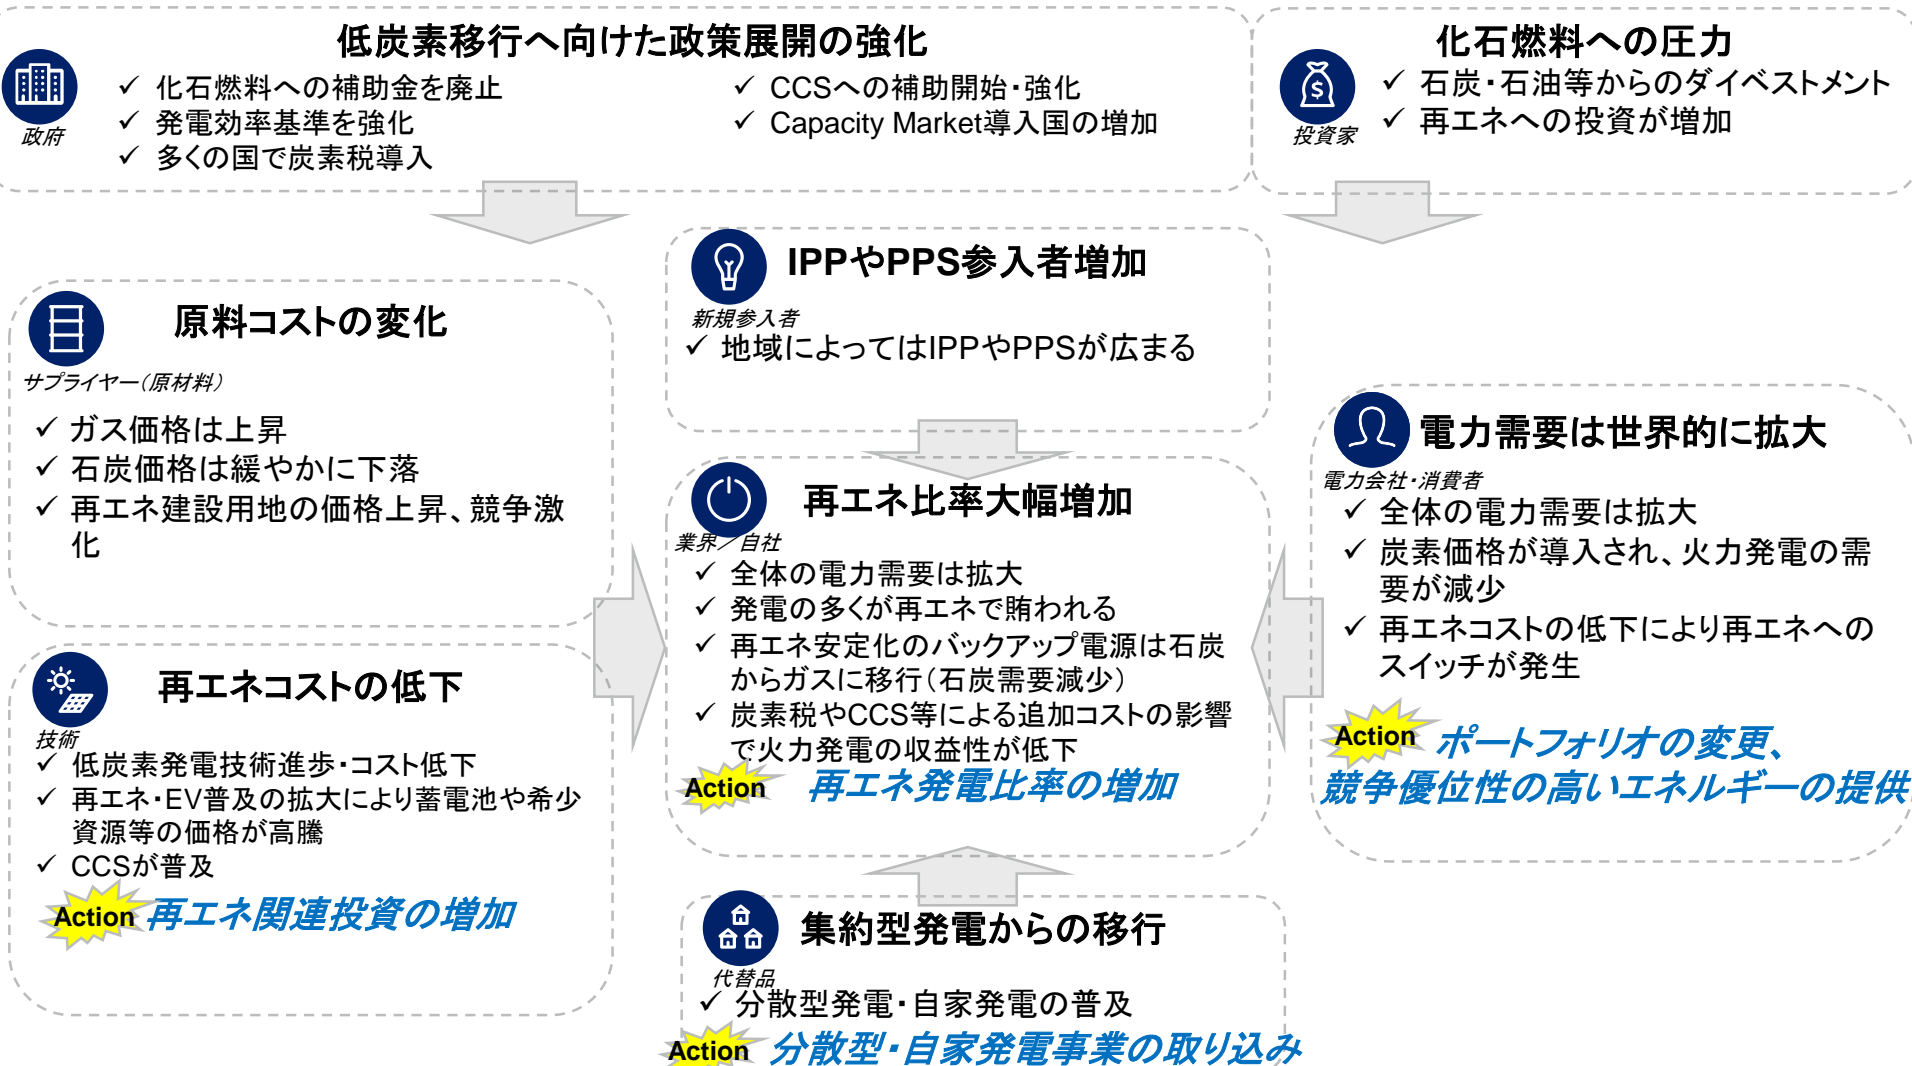 低炭素移行へ向けた政策展開の強化
政府
✓ 化石燃料への補助金を廃止
✓ 発電効率基準を強化
✓ 多くの国で炭素税導入
✓ CCSへの補助開始・強化
✓ Capacity Market導入国の増加
化石燃料への圧力
$
投資家
✓ 石炭・石油等からのダイベストメント
✓ 再エネへの投資が増加
IPPやPPS参入者増加
新規参入者
✓ 地域によってはIPPやPPSが広まる
原料コストの変化
サプライヤー（原材料）
✓ ガス価格は上昇
✓ 石炭価格は緩やかに下落
✓ 再エネ建設用地の価格上昇、競争激
化
再エネコストの低下
技術
✓ 低炭素発電技術進歩・コスト低下
✓ 再エネ・EV普及の拡大により蓄電池や希少
資源等の価格が高騰
✓ CCSが普及
Action 再エネ関連投資の増加
再エネ比率大幅増加
業界／自社
✓ 全体の電力需要は拡大
✓ 発電の多くが再エネで賄われる
✓ 再エネ安定化のバックアップ電源は石炭
からガスに移行（石炭需要減少）
✓ 炭素税やCCS等による追加コストの影響
で火力発電の収益性が低下
Action 再エネ発電比率の増加
電力需要は世界的に拡大
電力会社・消費者
✓ 全体の電力需要は拡大
✓ 炭素価格が導入され、火力発電の需
要が減少
✓ 再エネコストの低下により再エネへの
スイッチが発生
Action ポートフォリオの変更、
競争優位性の高いエネルギーの提供
集約型発電からの移行
代替品
✓ 分散型発電・自家発電の普及
Action 分散型・自家発電事業の取り込み